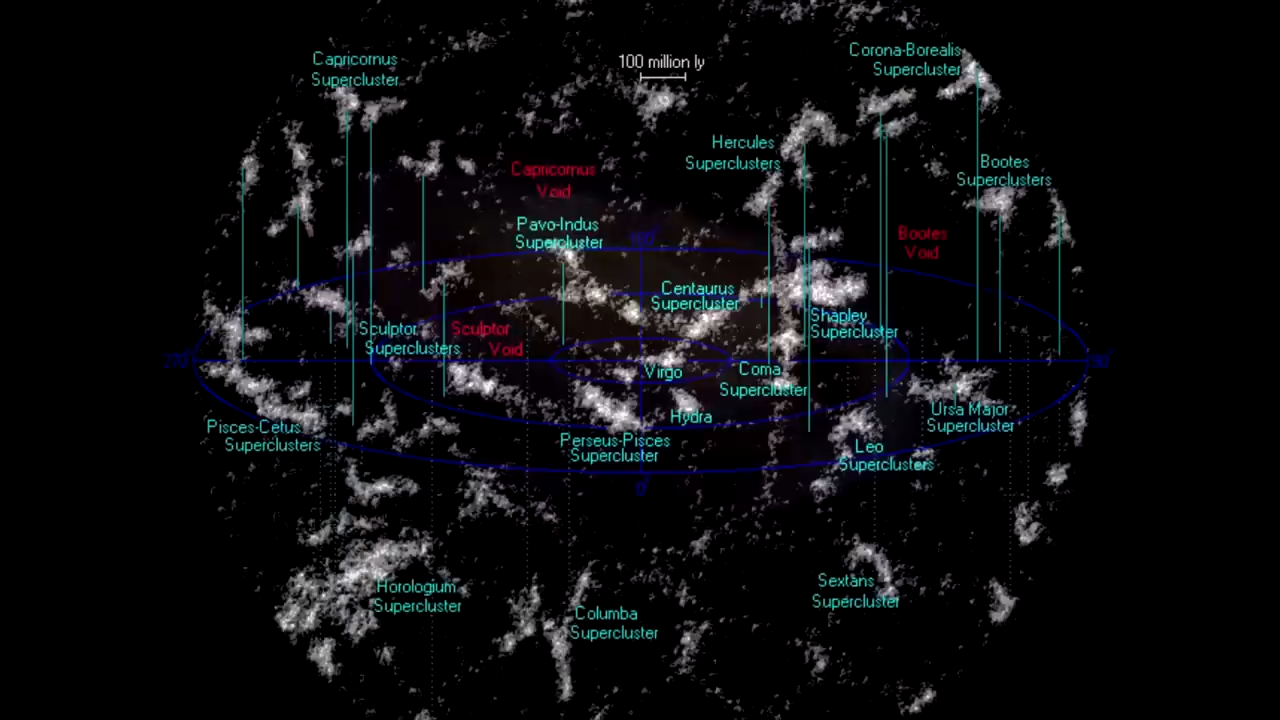 Capricornus
Supercluster
100 million ly
Corona-Borealis
Supercluster
Hercules
Superclusters
Bootes
Superclusters
Capricornus
Void
Pavo-Indus
Supercluster
Bootes
Void
Centaurus
Supercluster
Shapley
Supercluster
Sculptor
Superclusters
Sculptor
Void
Virgo
Coma
Supercluster
Hydra
Ursa Major
Supercluster
Pisces-Cetus
Superclusters
Perseus-Pisces
Supercluster
Leo
Superclusters
0°
Horologium
Supercluster
Sextans
Supercluster
Columba
Supercluster